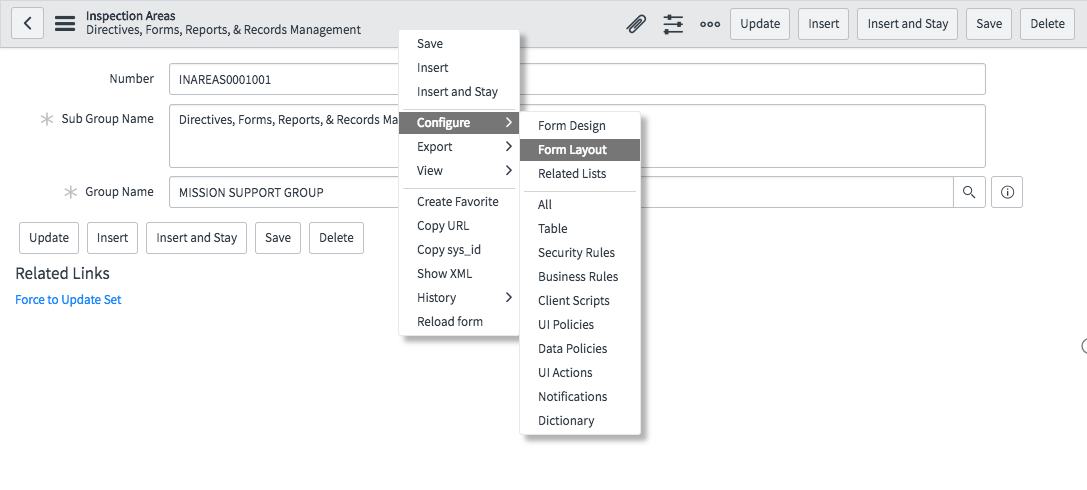 Inspection Areas
Directives, Forms, Reports, & Records Management
Update
Insert
Insert and Stay
Save
Delete
Number
INAREAS0001001
Sub Group Name
Directives, Forms, Reports, & Records Ma
Group Name
MISSION SUPPORT GROUP
Update
Insert
Insert and Stay
Save
Delete
Related Links
Force to Update Set
Save
Insert
Insert and Stay
Configure
Export
View
Create Favorite
Copy URL
Copy sys_id
Show XML
History
Reload form
Form Design
Form Layout
Related Lists
All
Table
Security Rules
Business Rules
Client Scripts
UI Policies
Data Policies
UI Actions
Notifications
Dictionary